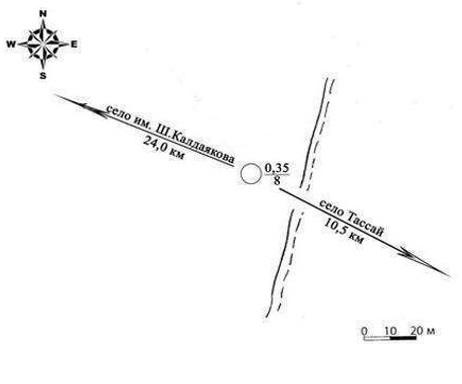 N
W E
S
село им. Ш.Калдаякова
24,0 км
0,35
8
село Тассай
10,5 км
0 10 20 м